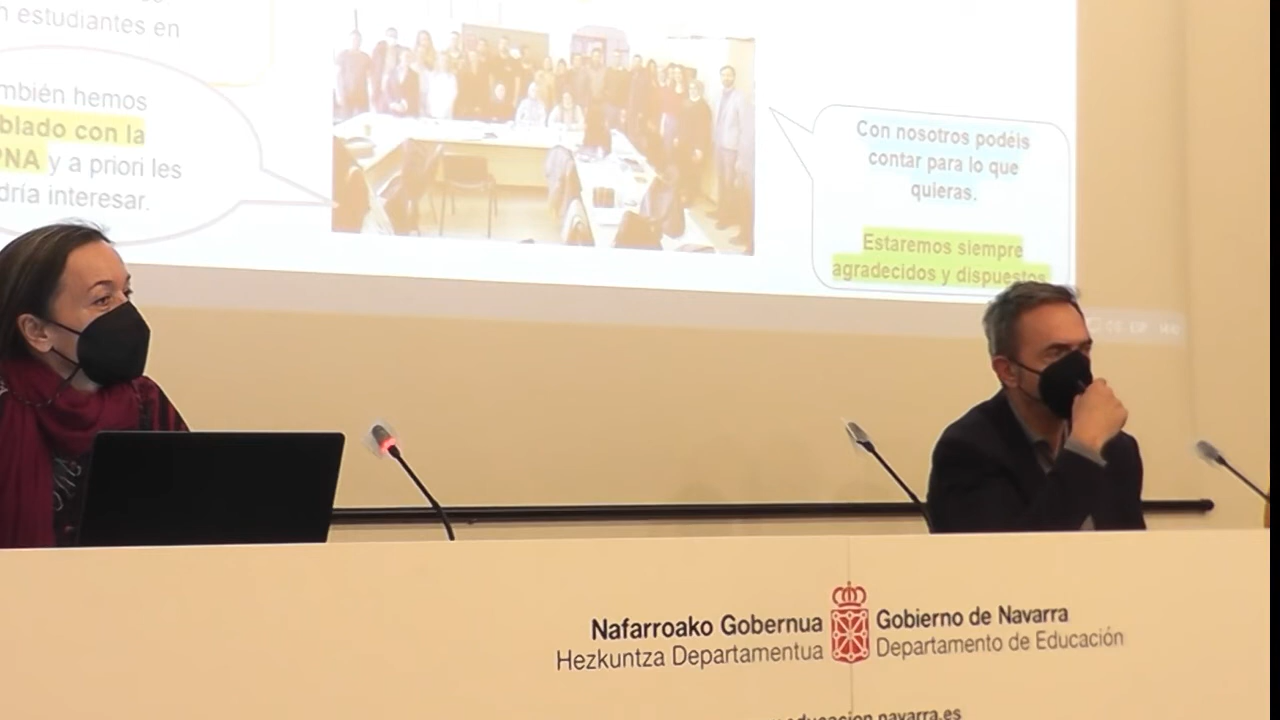 n estudiantes en
mbién hemos
blado con la
PNA y a priori les
dría interesar.
Con nosotros podéis
contar para lo que
quieras.
Estaremos siempre
agradecidos y dispuestos
Nafarroako Gobernua
Hezkuntza Departamentua
Gobierno de Navarra
Departamento de Educación
educacion.navarra.es